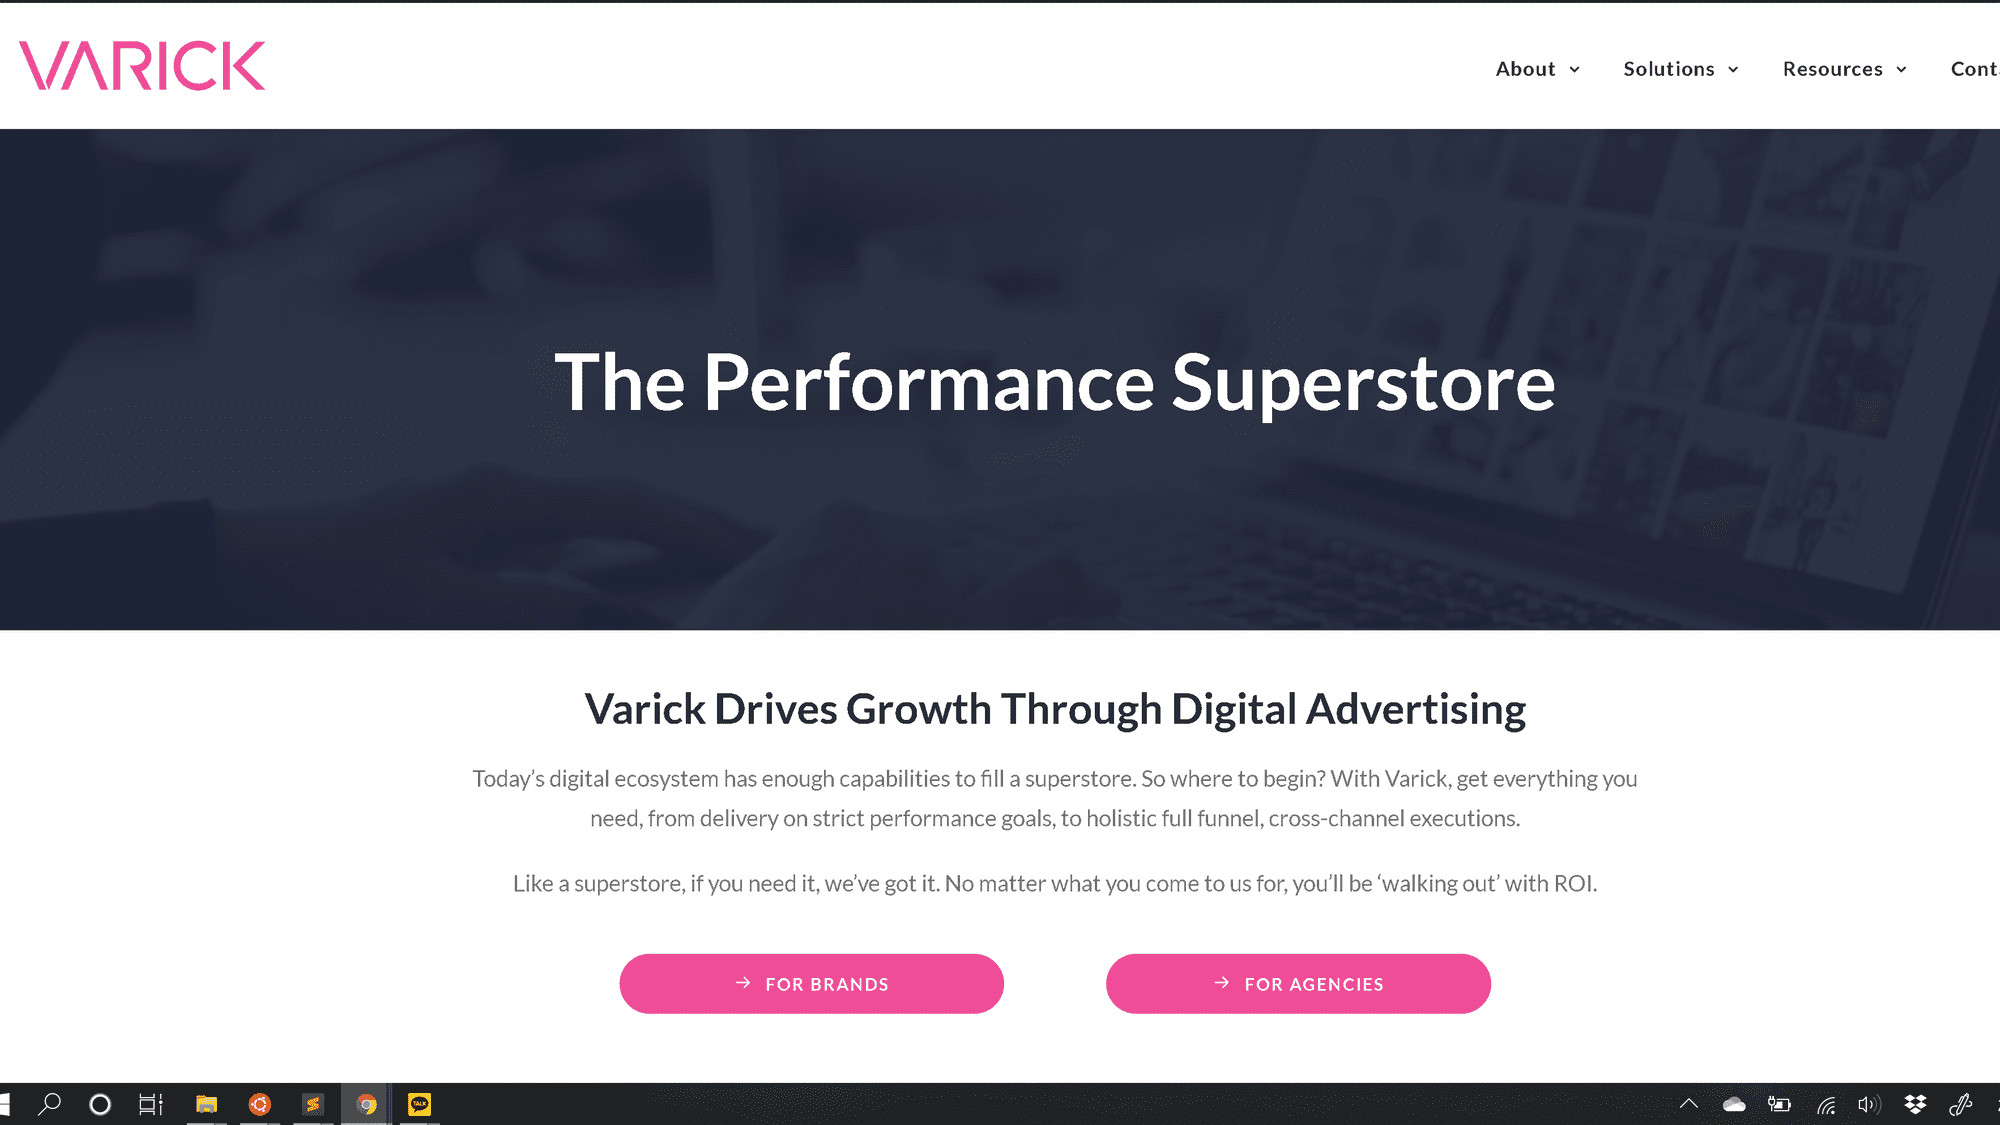 VARICK
About
Solutions
Resources
The Performance Superstore
Varick Drives Growth Through Digital Advertising
Today’s digital ecosystem has enough capabilities to fill a superstore. So where to begin? With Varick, get everything you
need, from delivery on strict performance goals, to holistic full funnel, cross-channel executions.
Like a superstore, if you need it, we’ve got it. No matter what you come to us for, you’ll be ‘walking out’ with ROI.
FOR BRANDS
FOR AGENCIES
TALK